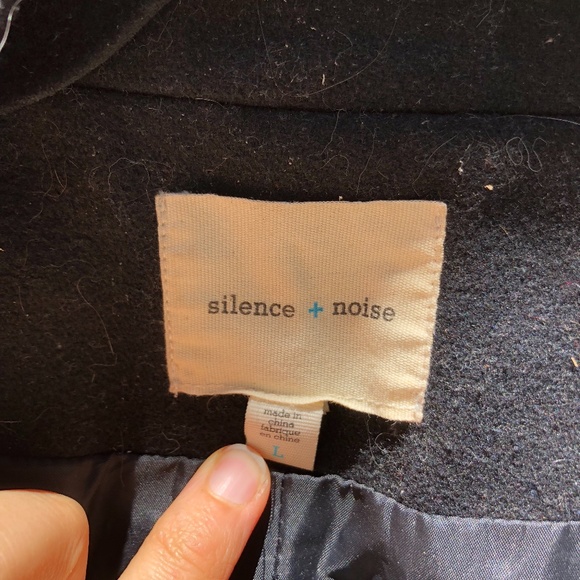 silence + noise
made in
china
fabriqué
en chine
L